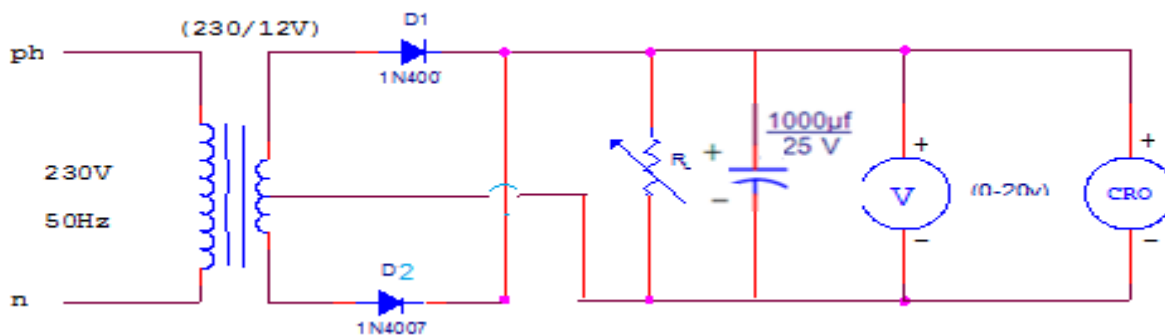 (230/12V)
D1
ph
1N400
1000µf
25 V
+
+
+
230V
R
V
(0-20v)
CRO
50Hz
−
−
−
D2
n
1N4007